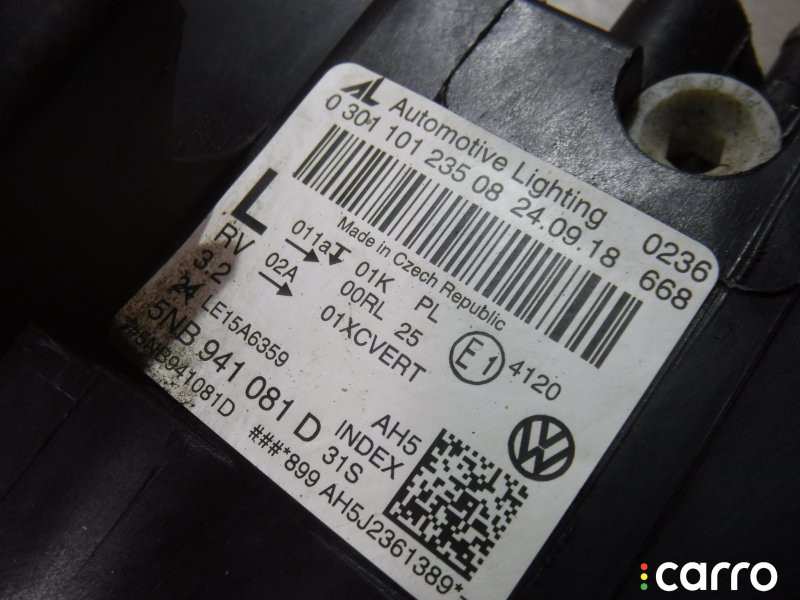 AL Automotive Lighting
0 301 101 235 08 24.09.18 0236
668
Made in Czech Republic
L
011a 01K PL
02A 00RL 25
01XCVERT
E1 4120
RV
3.2
24 LE15A6359
5NB 941 081 D AH5
INDEX
31S
5NB941081D ###*899 AH5J2361389*
carro